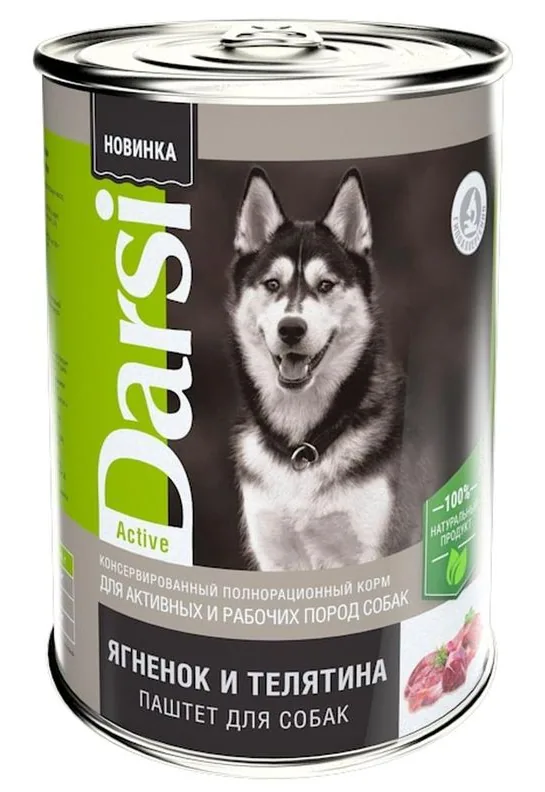 НОВИНКА
Darsi
Active
100%
НАТУРАЛЬНЫЙ
ПРОДУКТ
КОНСЕРВИРОВАННЫЙ ПОЛНОРАЦИОННЫЙ КОРМ
ДЛЯ АКТИВНЫХ И РАБОЧИХ ПОРОД СОБАК
ЯГНЕНОК И ТЕЛЯТИНА
ПАШТЕТ ДЛЯ СОБАК